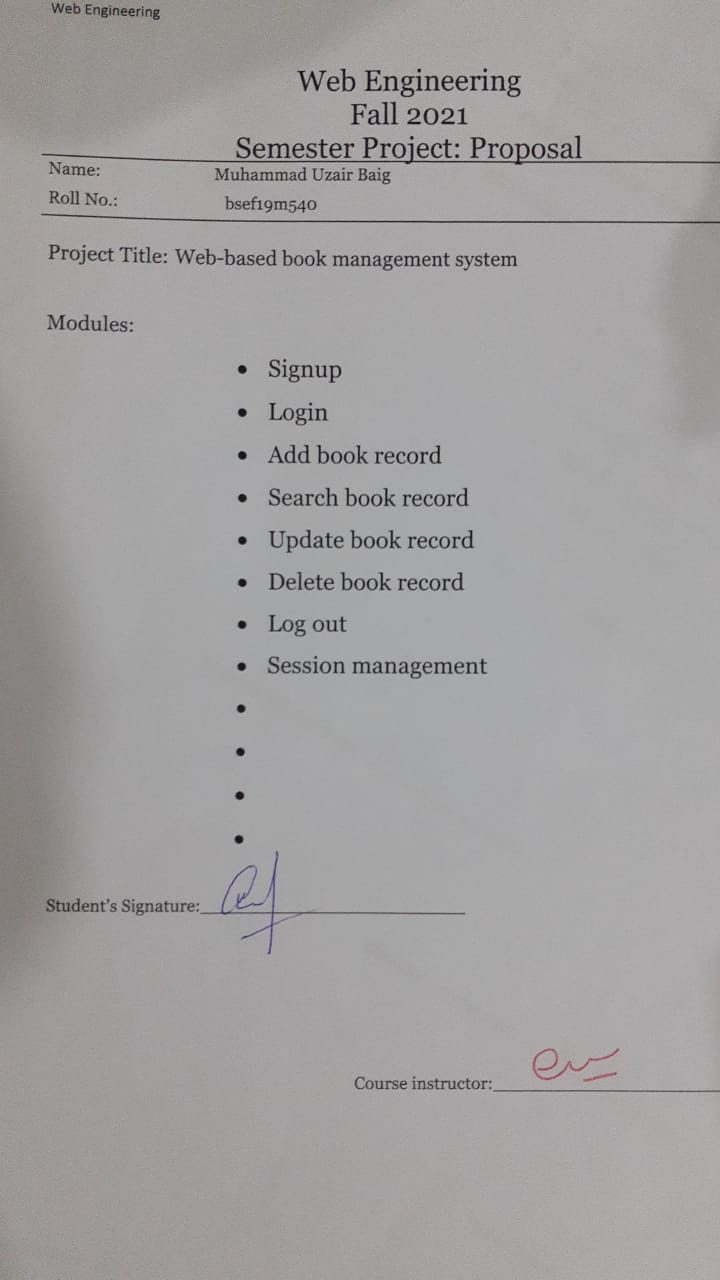 Web Engineering
Web Engineering
Fall 2021
Semester Project: Proposal
Name: Muhammad Uzair Baig
Roll No.: bsef19m540
Project Title: Web-based book management system
Modules:
• Signup
• Login
• Add book record
• Search book record
• Update book record
• Delete book record
• Log out
• Session management
•
•
•
•
Student's Signature:
Course instructor: